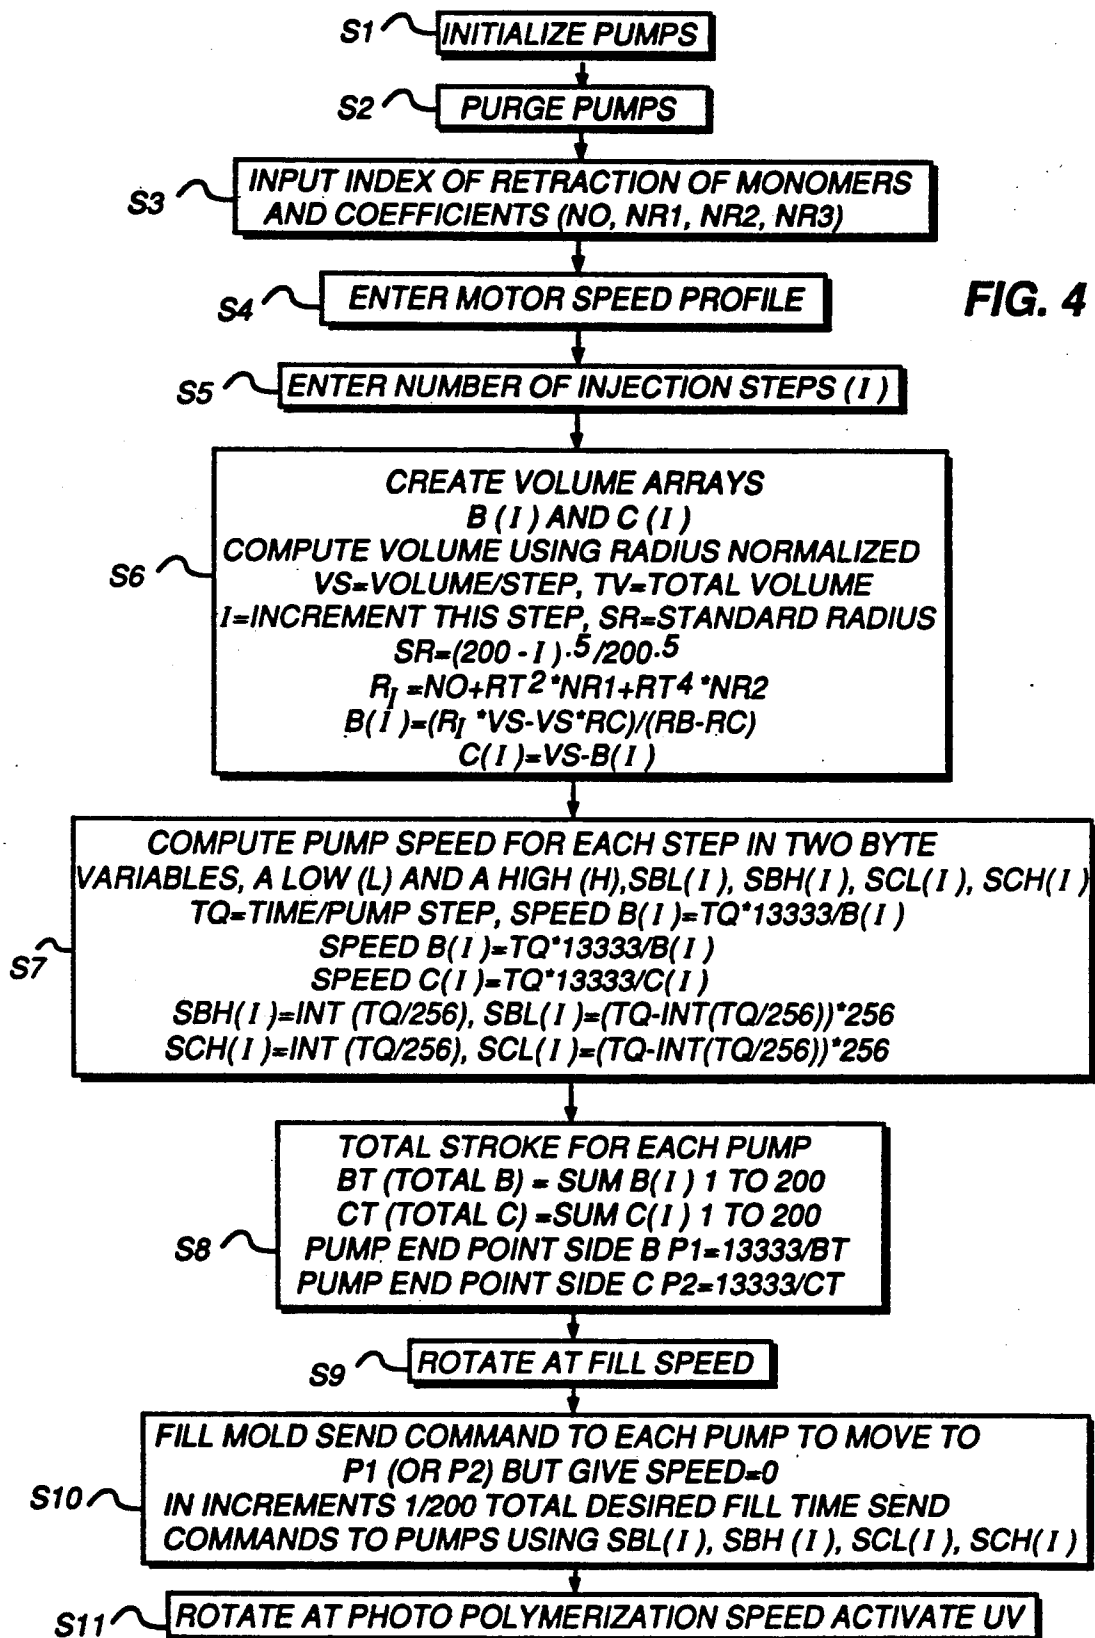 S1 INITIALIZE PUMPS
S2 PURGE PUMPS
S3 INPUT INDEX OF RETRACTION OF MONOMERS
AND COEFFICIENTS (NO, NR1, NR2, NR3)
S4 ENTER MOTOR SPEED PROFILE
FIG. 4
S5 ENTER NUMBER OF INJECTION STEPS (I)
S6
CREATE VOLUME ARRAYS
B (I) AND C (I)
COMPUTE VOLUME USING RADIUS NORMALIZED
VS=VOLUME/STEP, TV=TOTAL VOLUME
I=INCREMENT THIS STEP, SR=STANDARD RADIUS
SR=(200 - I)^.5/200^.5
R_I=NO+RT^2*NR1+RT^4*NR2
B(I)=(R_I*VS-VS*RC)/(RB-RC)
C(I)=VS-B(I)
S7
COMPUTE PUMP SPEED FOR EACH STEP IN TWO BYTE
VARIABLES, A LOW (L) AND A HIGH (H),SBL(I), SBH(I), SCL(I), SCH(I)
TQ=TIME/PUMP STEP, SPEED B(I)=TQ*13333/B(I)
SPEED B(I)=TQ*13333/B(I)
SPEED C(I)=TQ*13333/C(I)
SBH(I)=INT (TQ/256), SBL(I)=(TQ-INT(TQ/256))*256
SCH(I)=INT (TQ/256), SCL(I)=(TQ-INT(TQ/256))*256
S8
TOTAL STROKE FOR EACH PUMP
BT (TOTAL B) = SUM B(I) 1 TO 200
CT (TOTAL C) =SUM C(I) 1 TO 200
PUMP END POINT SIDE B P1=13333/BT
PUMP END POINT SIDE C P2=13333/CT
S9 ROTATE AT FILL SPEED
S10
FILL MOLD SEND COMMAND TO EACH PUMP TO MOVE TO
P1 (OR P2) BUT GIVE SPEED=0
IN INCREMENTS 1/200 TOTAL DESIRED FILL TIME SEND
COMMANDS TO PUMPS USING SBL(I), SBH (I), SCL(I), SCH(I)
S11 ROTATE AT PHOTO POLYMERIZATION SPEED ACTIVATE UV